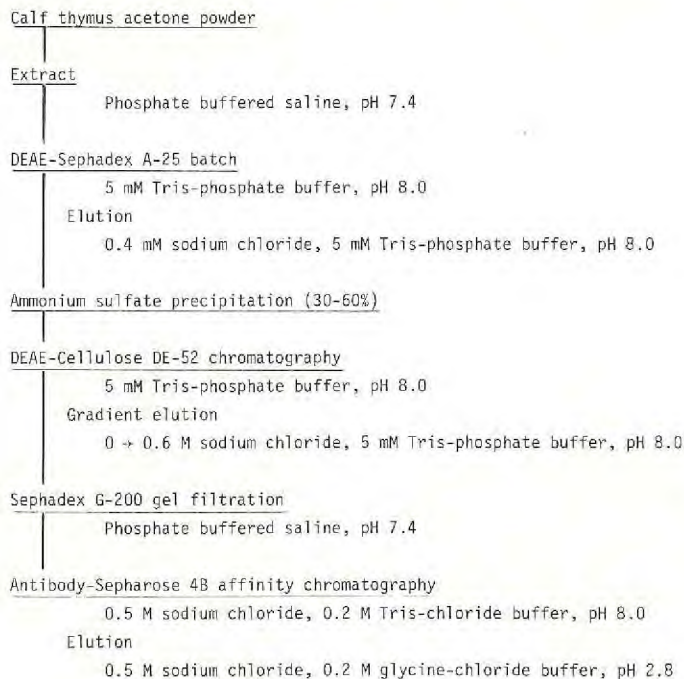 Calf thymus acetone powder
Extract
Phosphate buffered saline, pH 7.4
DEAE-Sephadex A-25 batch
5 mM Tris-phosphate buffer, pH 8.0
Elution
0.4 mM sodium chloride, 5 mM Tris-phosphate buffer, pH 8.0
Ammonium sulfate precipitation (30-60%)
DEAE-Cellulose DE-52 chromatography
5 mM Tris-phosphate buffer, pH 8.0
Gradient elution
0 → 0.6 M sodium chloride, 5 mM Tris-phosphate buffer, pH 8.0
Sephadex G-200 gel filtration
Phosphate buffered saline, pH 7.4
Antibody-Sepharose 4B affinity chromatography
0.5 M sodium chloride, 0.2 M Tris-chloride buffer, pH 8.0
Elution
0.5 M sodium chloride, 0.2 M glycine-chloride buffer, pH 2.8